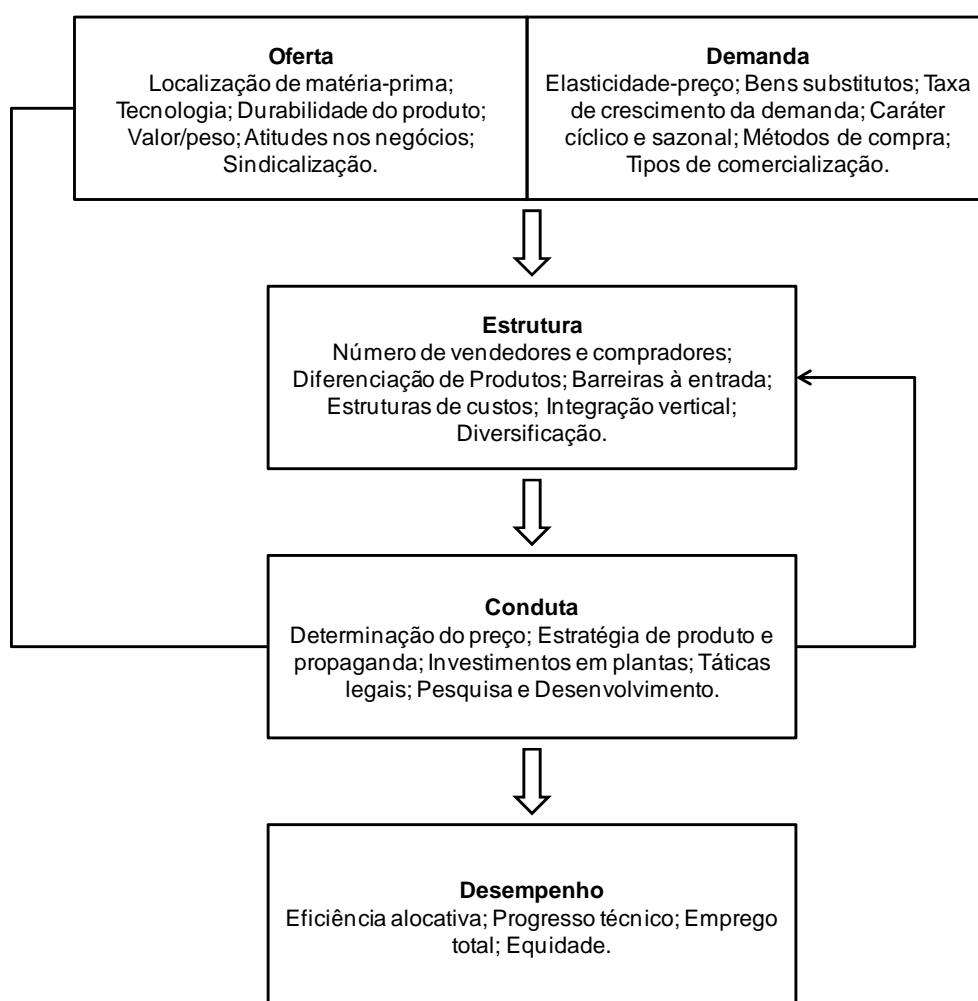 Oferta
Localização de matéria-prima;
Tecnologia; Durabilidade do produto;
Valor/peso; Atitudes nos negócios;
Sindicalização.
Demanda
Elasticidade-preço; Bens substitutos; Taxa
de crescimento da demanda; Caráter
cíclico e sazonal; Métodos de compra;
Tipos de comercialização.
Estrutura
Número de vendedores e compradores;
Diferenciação de Produtos; Barreiras à entrada;
Estruturas de custos; Integração vertical;
Diversificação.
Conduta
Determinação do preço; Estratégia de produto e
propaganda; Investimentos em plantas; Táticas
legais; Pesquisa e Desenvolvimento.
Desempenho
Eficiência alocativa; Progresso técnico; Emprego
total; Equidade.